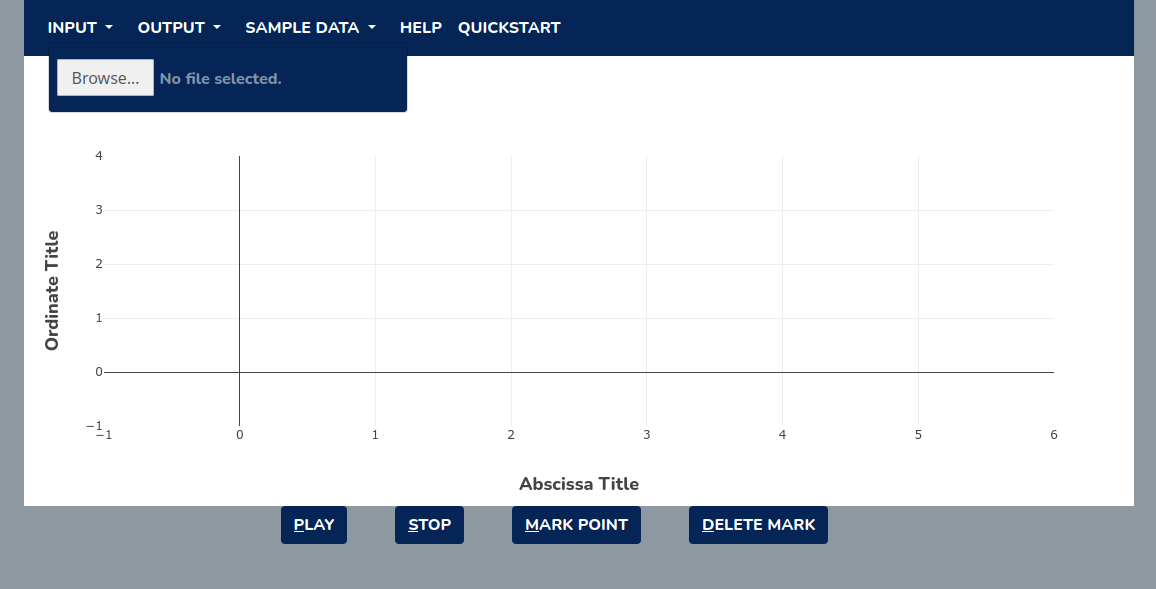 INPUT OUTPUT SAMPLE DATA HELP QUICKSTART
Browse... No file selected.
4
3
2
1
0
−1
Ordinate Title
−1 0 1 2 3 4 5 6
Abscissa Title
PLAY STOP MARK POINT DELETE MARK